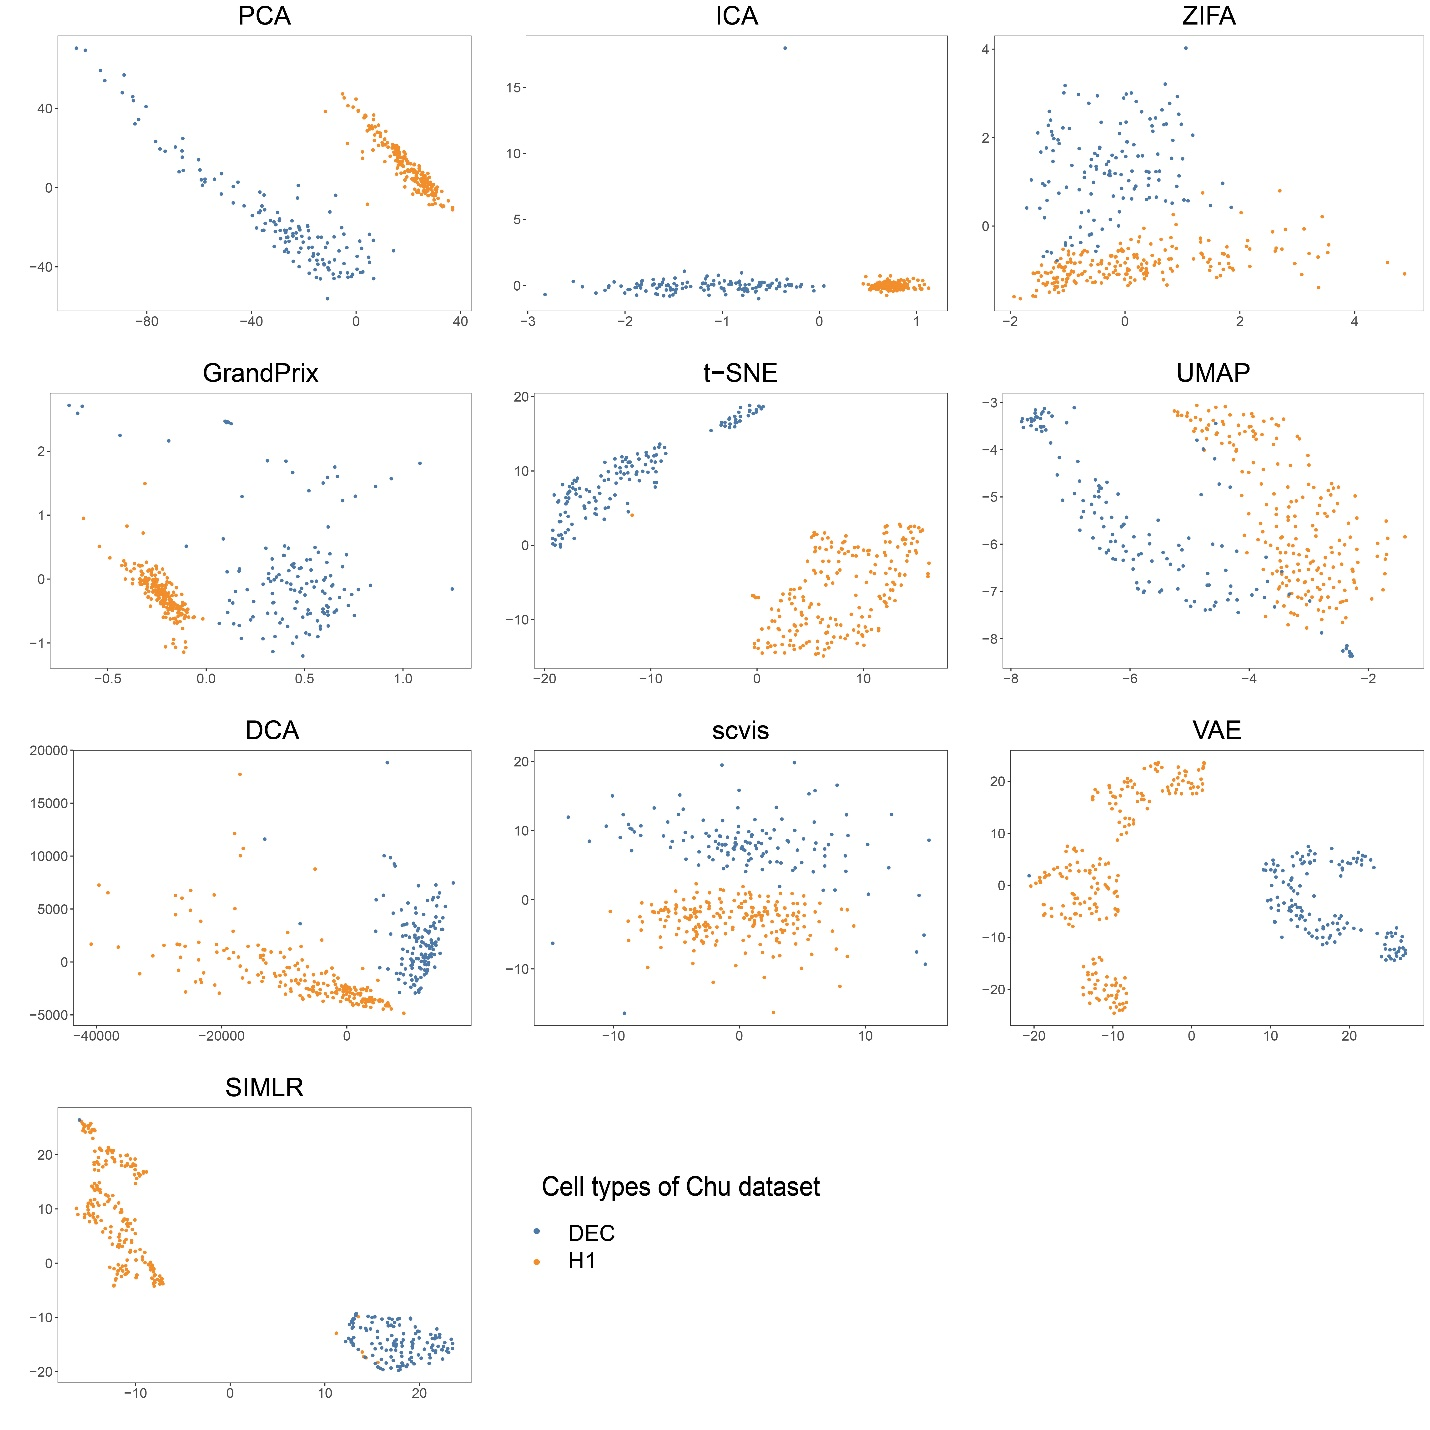 PCA ICA ZIFA
40
0
−40
−80 −40 0 40
15
10
5
0
−3 −2 −1 0 1
4
2
0
−2 0 2 4
GrandPrix t−SNE UMAP
2
1
0
−1
−0.5 0.0 0.5 1.0
20
10
0
−10
−20 −10 0 10
−3
−4
−5
−6
−7
−8
−8 −6 −4 −2
DCA scvis VAE
20000
15000
10000
5000
0
−5000
−40000 −20000 0
20
10
0
−10
−10 0 10
20
10
0
−10
−20
−20 −10 0 10 20
SIMLR
20
10
0
−10
−20
−10 0 10 20
Cell types of Chu dataset
DEC
H1